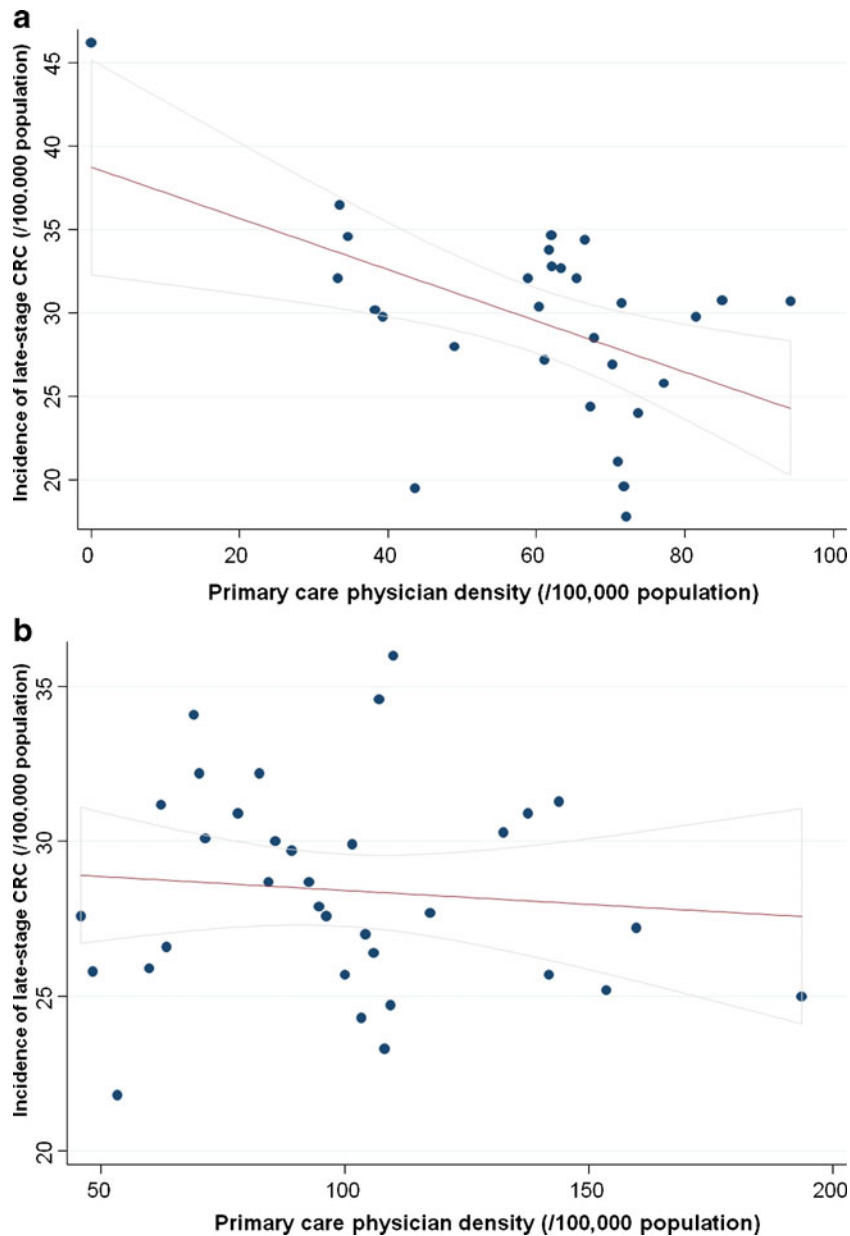 a
Incidence of late-stage CRC (/100,000 population)
45
40
35
30
25
20
0 20 40 60 80 100
Primary care physician density (/100,000 population)
b
Incidence of late-stage CRC (/100,000 population)
35
30
25
20
50 100 150 200
Primary care physician density (/100,000 population)